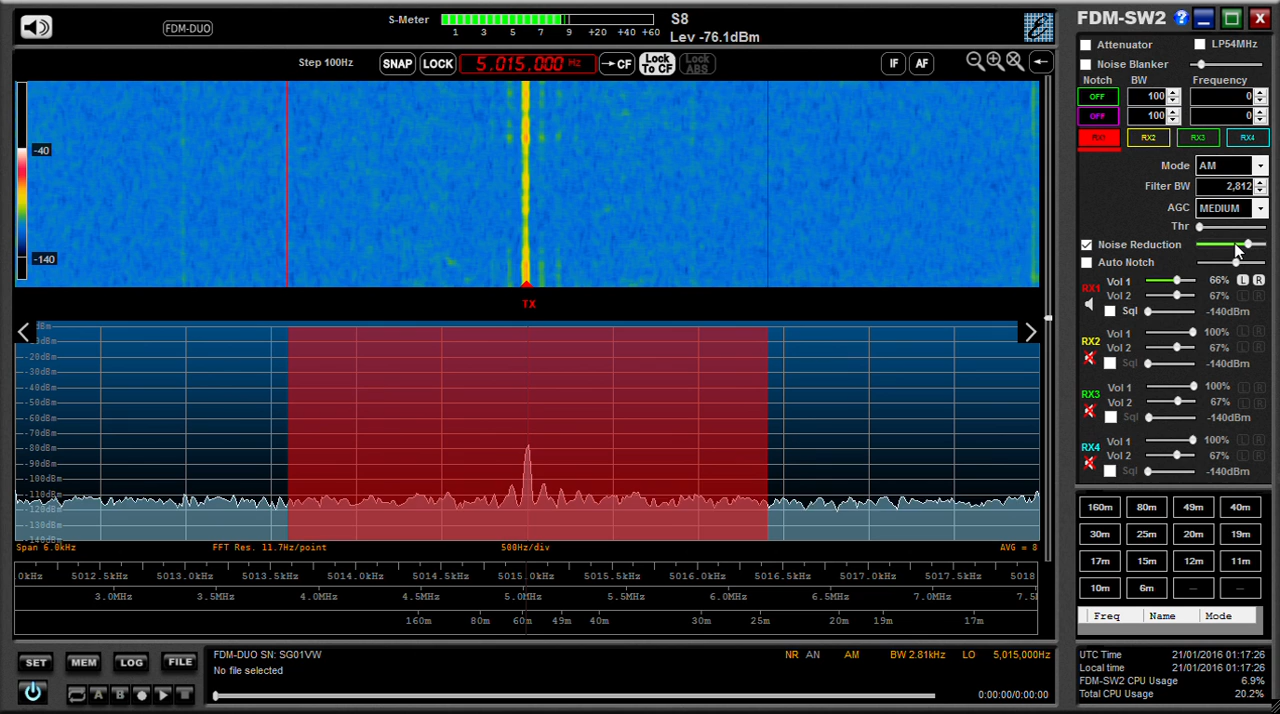 FDM-DUO
S-Meter
1 3 5 7 9 +20 +40 +60
S8
Lev -76.1dBm
FDM-SW2
?
X
Step 100Hz
SNAP
LOCK
5.015.000 Hz
→CF
Lock To CF
Lock ABS
IF
AF
-40
-140
TX
Attenuator
LP54MHz
Noise Blanker
Notch BW Frequency
OFF 100 0
OFF 100 0
RX1 RX2 RX3 RX4
Mode AM
Filter BW 2,812
AGC MEDIUM
Thr
Noise Reduction
Auto Notch
RX1
Vol 1 66% L R
Vol 2 67% L R
Sql -140dBm
RX2
Vol 1 100% L R
Vol 2 67% L R
Sql -140dBm
RX3
Vol 1 100% L R
Vol 2 67% L R
Sql -140dBm
RX4
Vol 1 100% L R
Vol 2 67% L R
Sql -140dBm
-20dBm
-30dBm
-40dBm
-50dBm
-60dBm
-70dBm
-80dBm
-90dBm
-100dBm
-110dBm
-120dBm
Span 6.0kHz
FFT Res. 11.7Hz/point
500Hz/div
AVG = 8
.0kHz 5012.5kHz 5013.0kHz 5013.5kHz 5014.0kHz 5014.5kHz 5015.0kHz 5015.5kHz 5016.0kHz 5016.5kHz 5017.0kHz 5017.5kHz 5018
3.0MHz 3.5MHz 4.0MHz 4.5MHz 5.0MHz 5.5MHz 6.0MHz 6.5MHz 7.0MHz 7.5
160m 80m 60m 49m 40m 30m 25m 20m 19m 17m
160m 80m 49m 40m
30m 25m 20m 19m
17m 15m 12m 11m
10m 6m — —
Freq Name Mode
SET MEM LOG FILE
A B
FDM-DUO SN: SG01VW
NR AN AM BW 2.81kHz LO 5,015,000Hz
No file selected
0:00:00/0:00:00
UTC Time 21/01/2016 01:17:26
Local time 21/01/2016 01:17:26
FDM-SW2 CPU Usage 6.9%
Total CPU Usage 20.2%